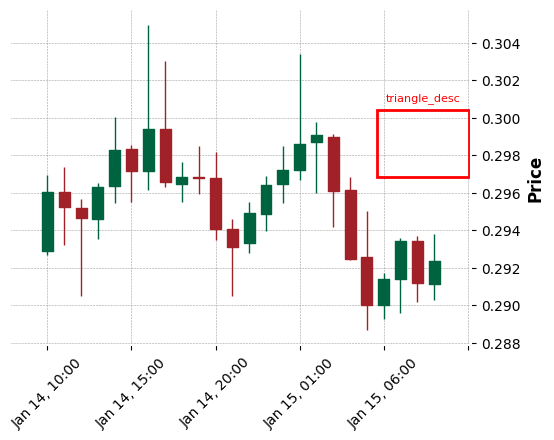 triangle_desc
0.304
0.302
0.300
0.298
0.296
0.294
0.292
0.290
0.288
Price
Jan 14, 10:00
Jan 14, 15:00
Jan 14, 20:00
Jan 15, 01:00
Jan 15, 06:00